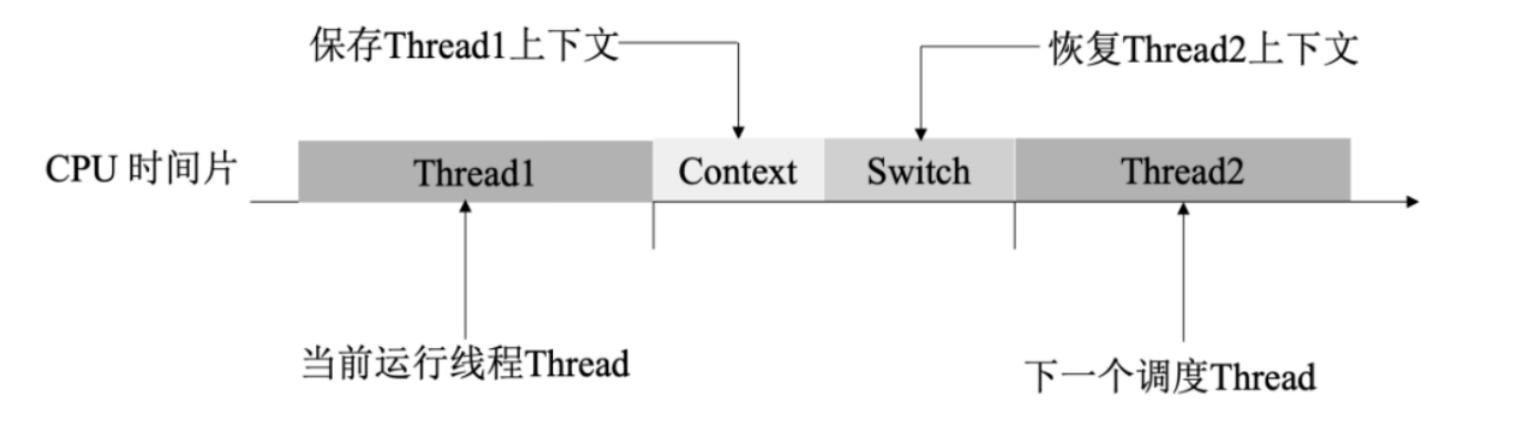 保存Thread1上下文
恢复Thread2上下文
CPU 时间片
Thread1
Context
Switch
Thread2
当前运行线程Thread
下一个调度Thread